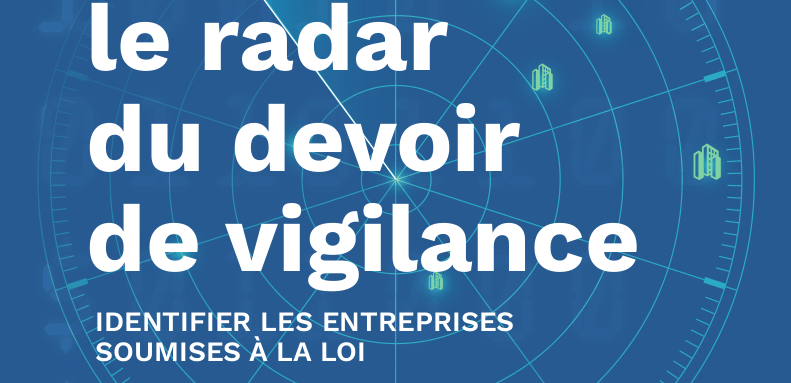 le radar
du devoir
de vigilance
IDENTIFIER LES ENTREPRISES
SOUMISES À LA LOI